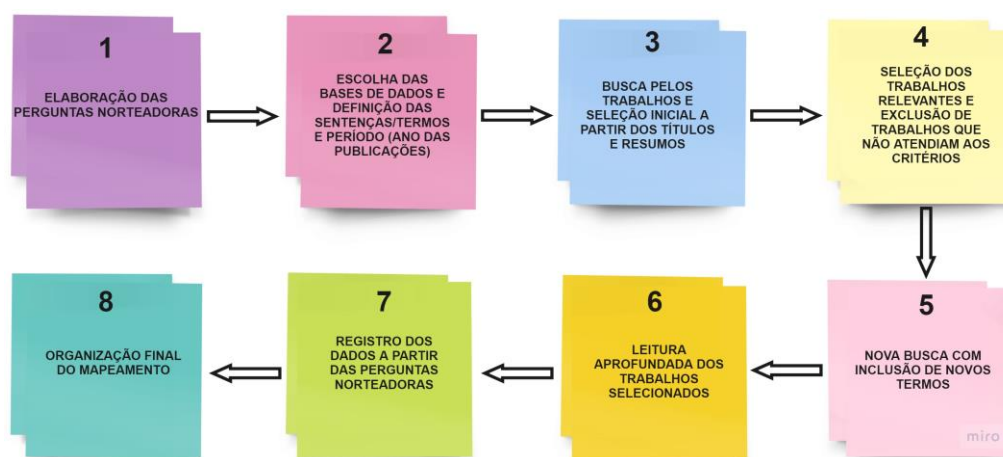 1
ELABORAÇÃO DAS
PERGUNTAS NORTEADORAS
2
ESCOLHA DAS
BASES DE DADOS E
DEFINIÇÃO DAS
SENTENÇAS/TERMOS
E PERÍODO (ANO DAS
PUBLICAÇÕES)
3
BUSCA PELOS
TRABALHOS E
SELEÇÃO INICIAL A
PARTIR DOS TÍTULOS
E RESUMOS
4
SELEÇÃO DOS
TRABALHOS
RELEVANTES E
EXCLUSÃO DE
TRABALHOS QUE
NÃO ATENDIAM AOS
CRITÉRIOS
5
NOVA BUSCA COM
INCLUSÃO DE NOVOS
TERMOS
6
LEITURA
APROFUNDADA DOS
TRABALHOS
SELECIONADOS
7
REGISTRO DOS
DADOS A PARTIR
DAS PERGUNTAS
NORTEADORAS
8
ORGANIZAÇÃO FINAL
DO MAPEAMENTO
miro